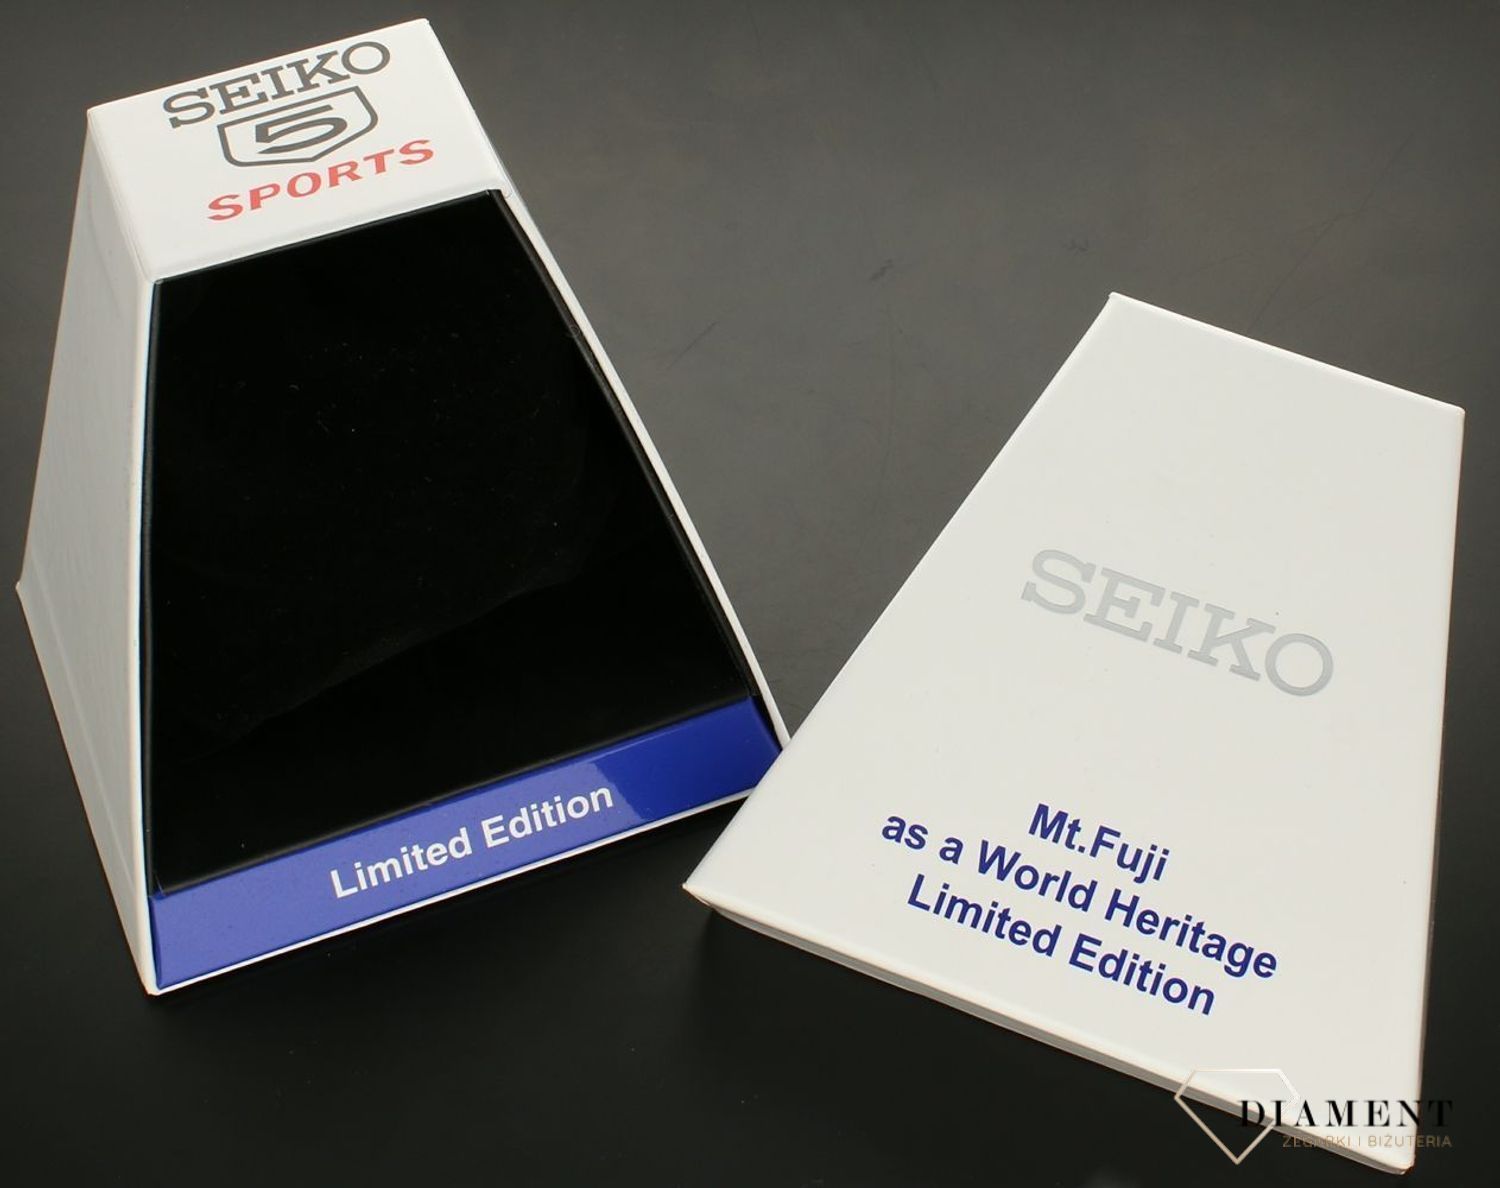 SEIKO
5
SPORTS
Limited Edition
SEIKO
Mt.Fuji
as a World Heritage
Limited Edition
DIAMENT
ZEGARKI I BIŻUTERIA